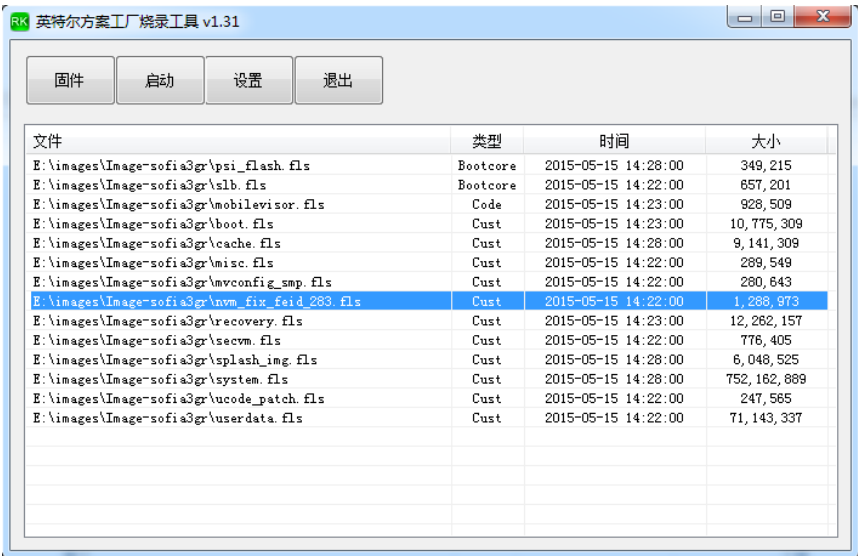 RK 英特尔方案工厂烧录工具 v1.31
固件 启动 设置 退出
文件 类型 时间 大小
E:\images\Image-sofia3gr\psi_flash.fls Bootcore 2015-05-15 14:28:00 349,215
E:\images\Image-sofia3gr\slb.fls Bootcore 2015-05-15 14:22:00 657,201
E:\images\Image-sofia3gr\mobilevisor.fls Code 2015-05-15 14:23:00 928,509
E:\images\Image-sofia3gr\boot.fls Cust 2015-05-15 14:23:00 10,775,309
E:\images\Image-sofia3gr\cache.fls Cust 2015-05-15 14:28:00 9,141,309
E:\images\Image-sofia3gr\misc.fls Cust 2015-05-15 14:22:00 289,549
E:\images\Image-sofia3gr\mvconfig_smp.fls Cust 2015-05-15 14:22:00 280,643
E:\images\Image-sofia3gr\nvm_fix_feid_283.fls Cust 2015-05-15 14:22:00 1,288,973
E:\images\Image-sofia3gr\recovery.fls Cust 2015-05-15 14:23:00 12,262,157
E:\images\Image-sofia3gr\secvm.fls Cust 2015-05-15 14:22:00 776,405
E:\images\Image-sofia3gr\splash_img.fls Cust 2015-05-15 14:28:00 6,048,525
E:\images\Image-sofia3gr\system.fls Cust 2015-05-15 14:28:00 752,162,889
E:\images\Image-sofia3gr\ucode_patch.fls Cust 2015-05-15 14:22:00 247,565
E:\images\Image-sofia3gr\userdata.fls Cust 2015-05-15 14:22:00 71,143,337